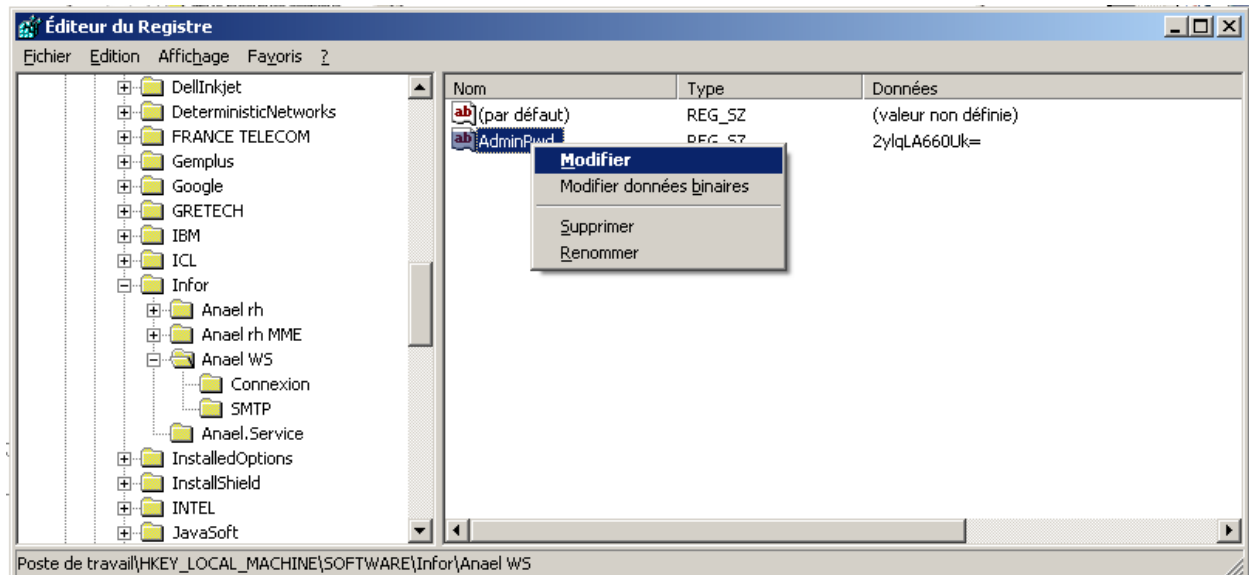 Éditeur du Registre
Fichier Edition Affichage Favoris ?
DellInkjet
DeterministicNetworks
FRANCE TELECOM
Gemplus
Google
GRETECH
IBM
ICL
Infor
Anael rh
Anael rh MME
Anael WS
Connexion
SMTP
Anael.Service
InstalledOptions
InstallShield
INTEL
JavaSoft
Nom Type Données
(par défaut) REG_SZ (valeur non définie)
AdminPwd REG_SZ 2ylqLA660Uk=
Modifier
Modifier données binaires
Supprimer
Renommer
Poste de travail\HKEY_LOCAL_MACHINE\SOFTWARE\Infor\Anael WS